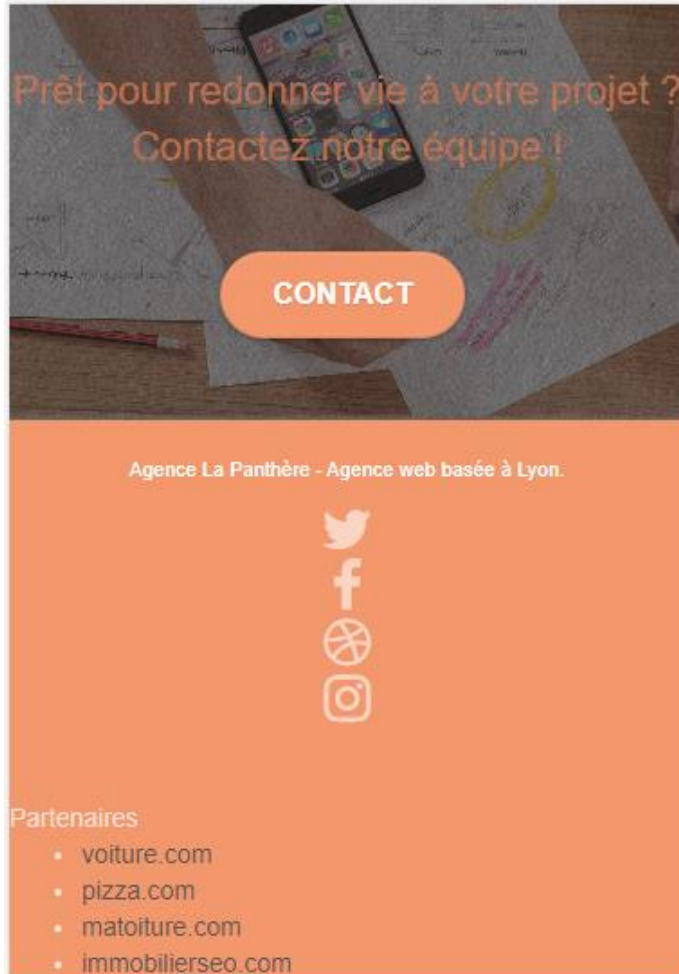 Prêt pour redonner vie à votre projet ?
Contactez notre équipe !
CONTACT
Agence La Panthère - Agence web basée à Lyon.
Partenaires
• voiture.com
• pizza.com
• matoiture.com
• immobilierseo.com